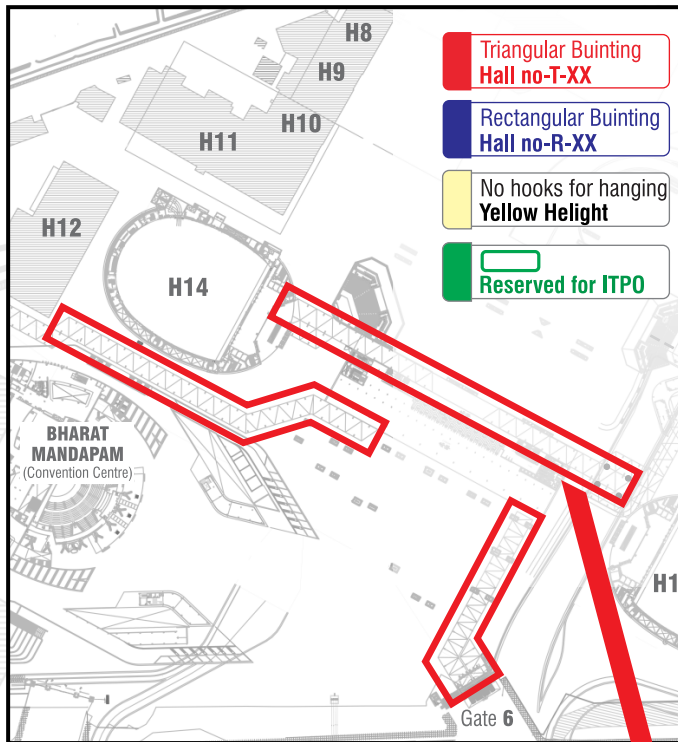 H8
H9
H10
H11
H12
H14
Triangular Buinting
Hall no-T-XX
Rectangular Buinting
Hall no-R-XX
No hooks for hanging
Yellow Helight
Reserved for ITPO
BHARAT
MANDAPAM
(Convention Centre)
H1
Gate 6